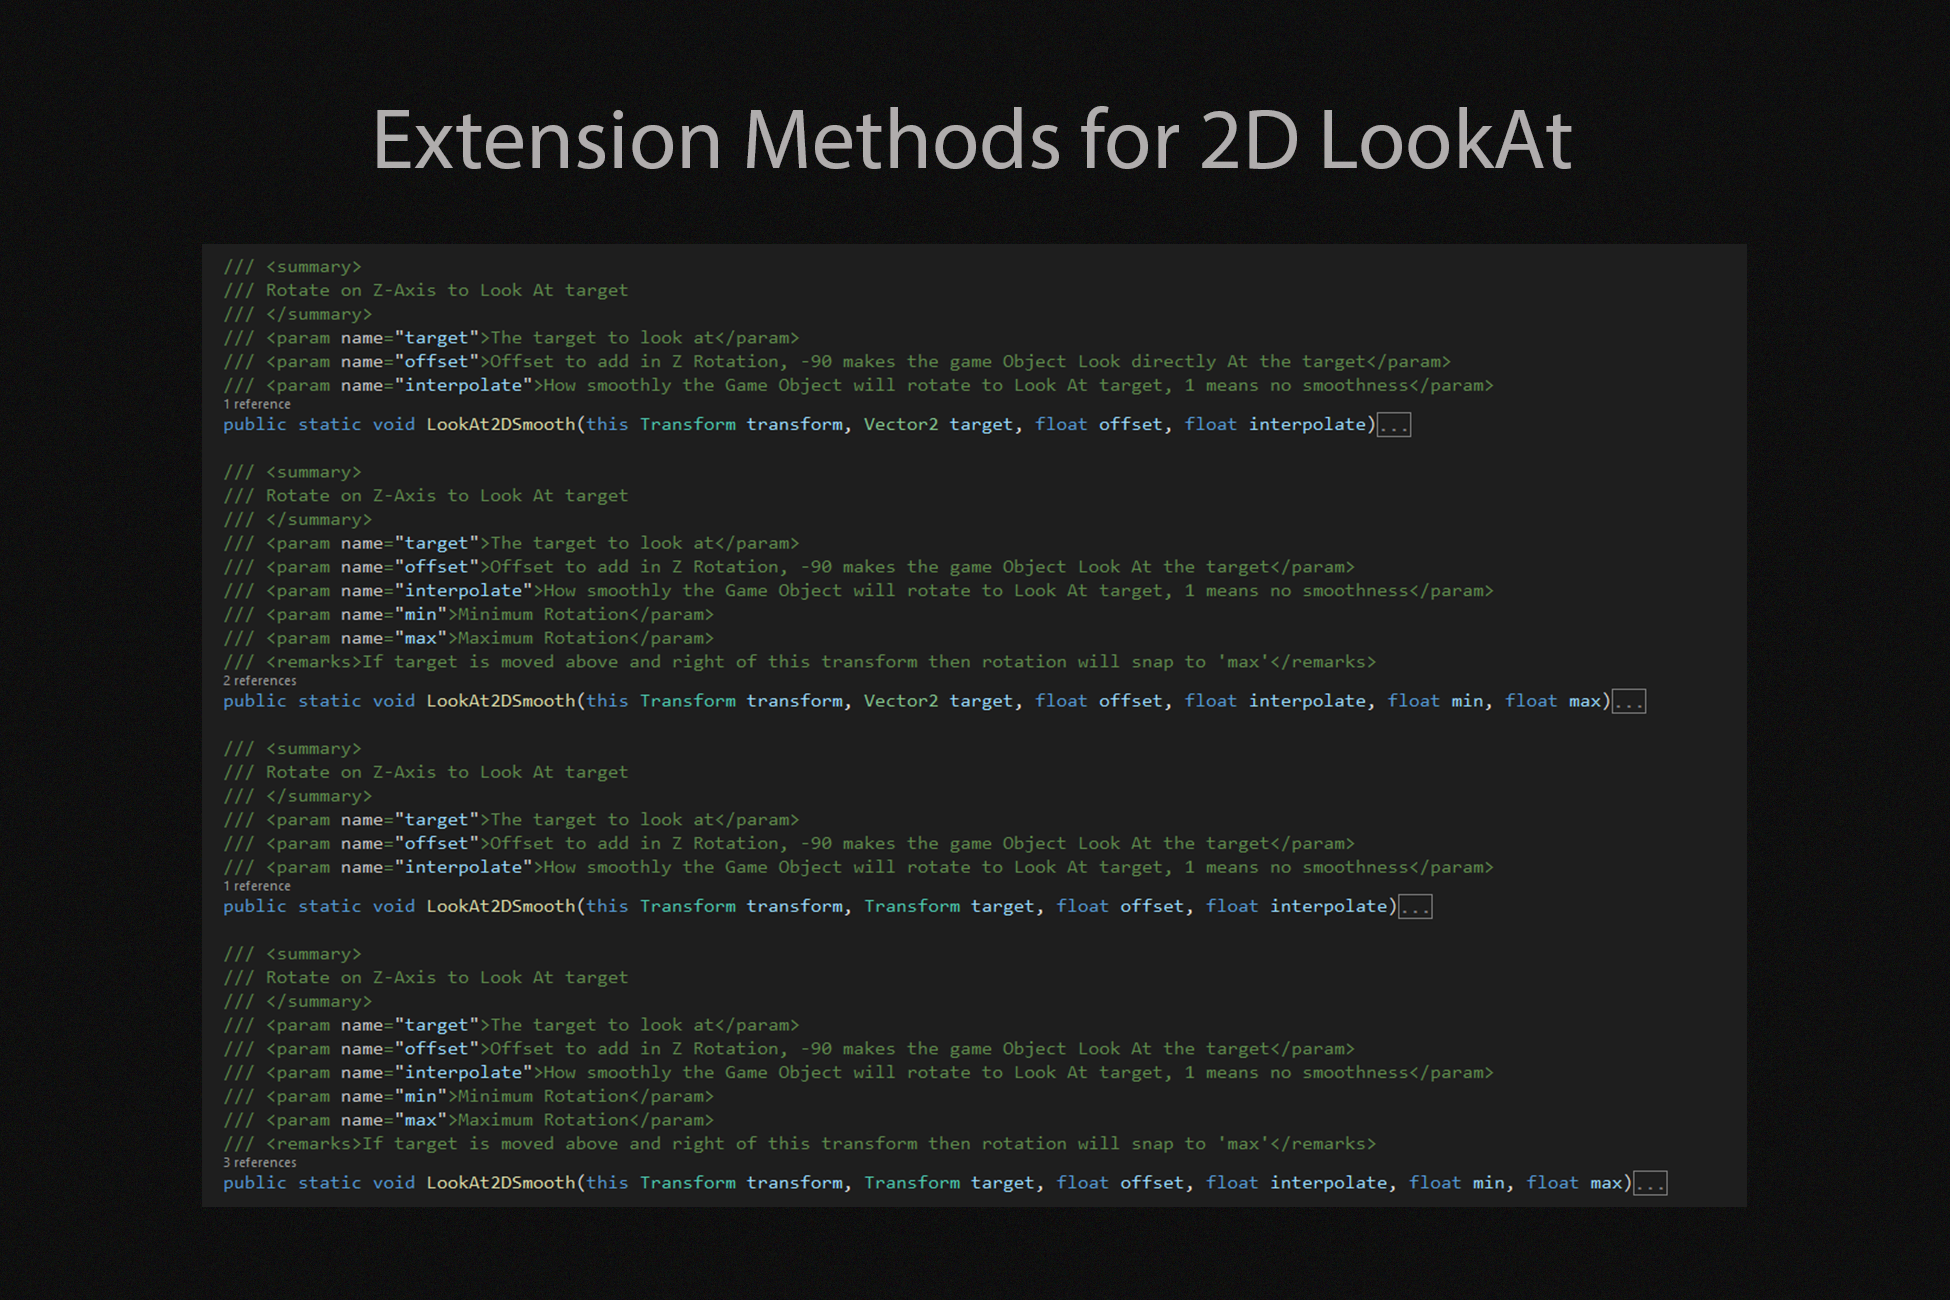 Extension Methods for 2D LookAt
/// <summary>
/// Rotate on Z-Axis to Look At target
/// </summary>
/// <param name="target">The target to look at</param>
/// <param name="offset">Offset to add in Z Rotation, -90 makes the game Object Look directly At the target</param>
/// <param name="interpolate">How smoothly the Game Object will rotate to Look At target, 1 means no smoothness</param>
1 reference
public static void LookAt2DSmooth(this Transform transform, Vector2 target, float offset, float interpolate)...
/// <summary>
/// Rotate on Z-Axis to Look At target
/// </summary>
/// <param name="target">The target to look at</param>
/// <param name="offset">Offset to add in Z Rotation, -90 makes the game Object Look At the target</param>
/// <param name="interpolate">How smoothly the Game Object will rotate to Look At target, 1 means no smoothness</param>
/// <param name="min">Minimum Rotation</param>
/// <param name="max">Maximum Rotation</param>
/// <remarks>If target is moved above and right of this transform then rotation will snap to 'max'</remarks>
2 references
public static void LookAt2DSmooth(this Transform transform, Vector2 target, float offset, float interpolate, float min, float max)...
/// <summary>
/// Rotate on Z-Axis to Look At target
/// </summary>
/// <param name="target">The target to look at</param>
/// <param name="offset">Offset to add in Z Rotation, -90 makes the game Object Look At the target</param>
/// <param name="interpolate">How smoothly the Game Object will rotate to Look At target, 1 means no smoothness</param>
1 reference
public static void LookAt2DSmooth(this Transform transform, Transform target, float offset, float interpolate)...
/// <summary>
/// Rotate on Z-Axis to Look At target
/// </summary>
/// <param name="target">The target to look at</param>
/// <param name="offset">Offset to add in Z Rotation, -90 makes the game Object Look At the target</param>
/// <param name="interpolate">How smoothly the Game Object will rotate to Look At target, 1 means no smoothness</param>
/// <param name="min">Minimum Rotation</param>
/// <param name="max">Maximum Rotation</param>
/// <remarks>If target is moved above and right of this transform then rotation will snap to 'max'</remarks>
3 references
public static void LookAt2DSmooth(this Transform transform, Transform target, float offset, float interpolate, float min, float max)...